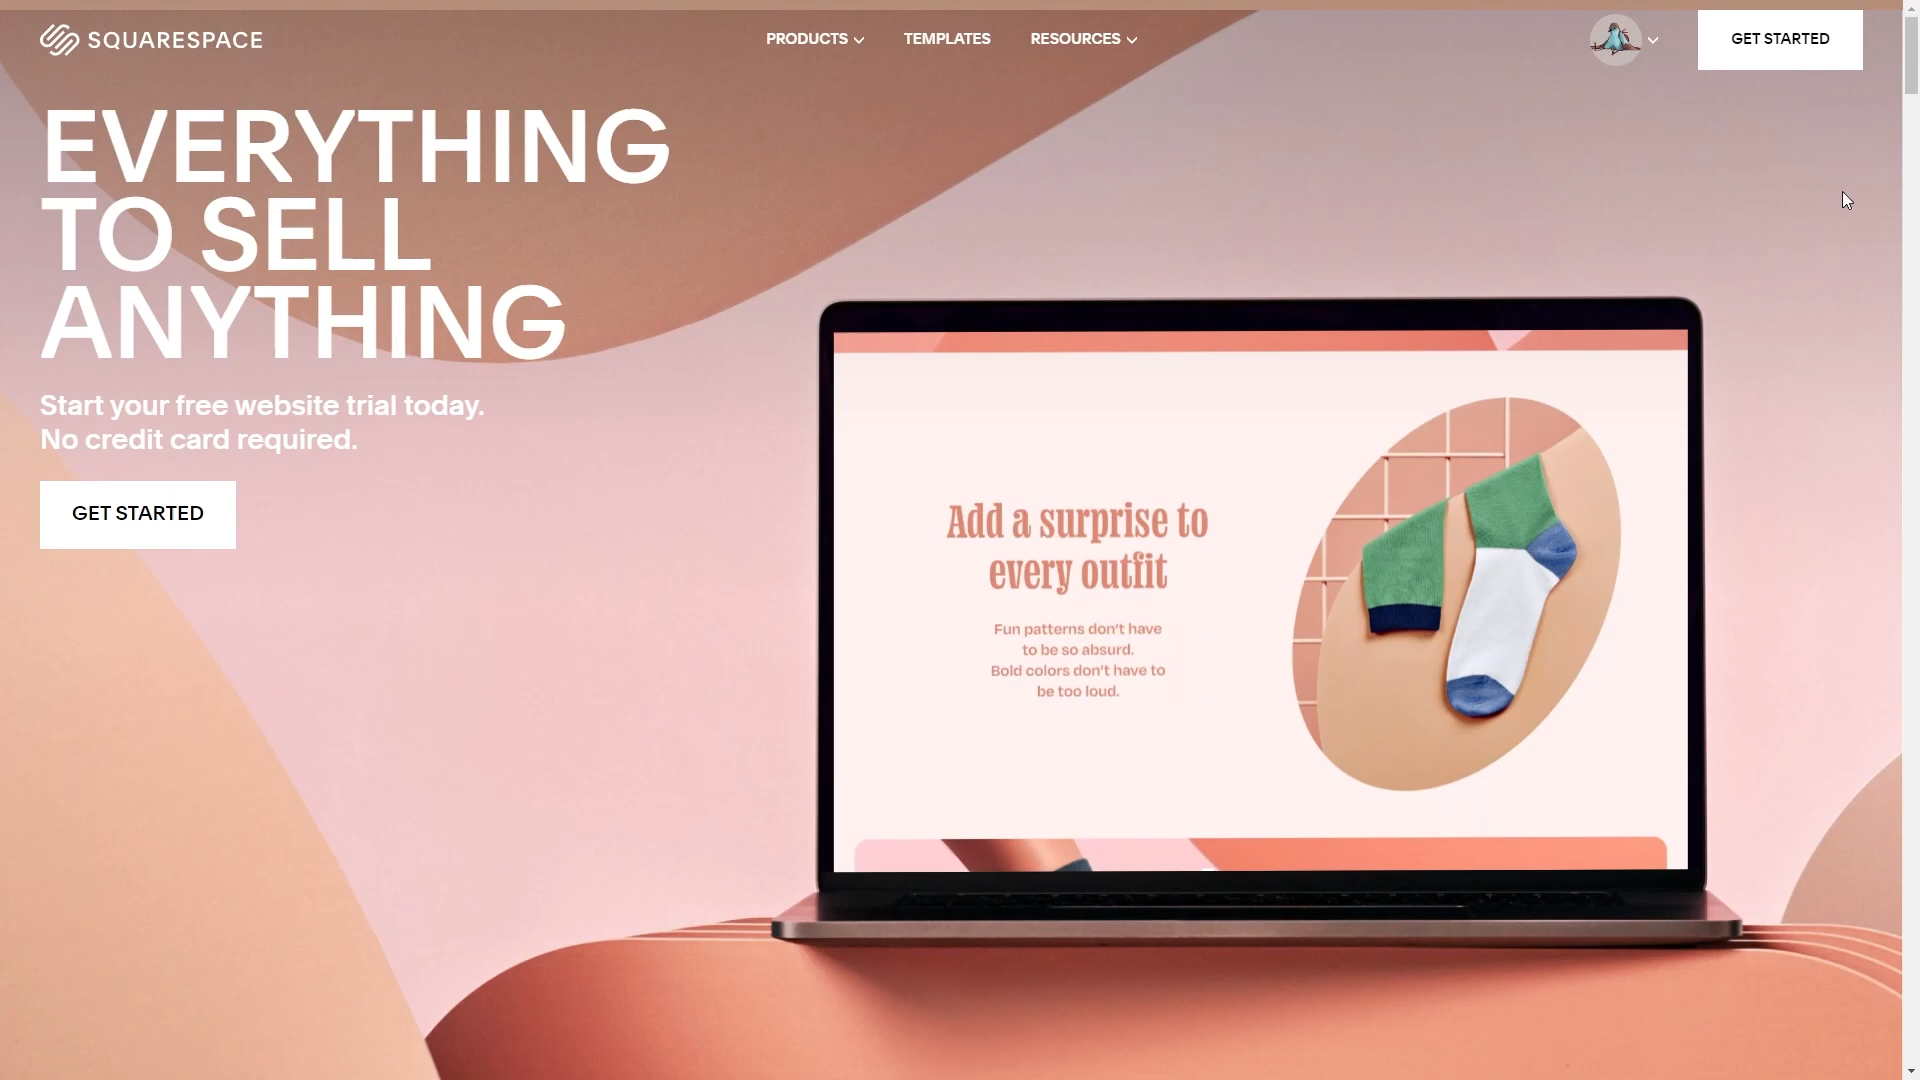 SQUARESPACE
PRODUCTS
TEMPLATES
RESOURCES
GET STARTED
EVERYTHING
TO SELL
ANYTHING
Start your free website trial today.
No credit card required.
GET STARTED
Add a surprise to
every outfit
Fun patterns don't have
to be so absurd.
Bold colors don't have to
be too loud.